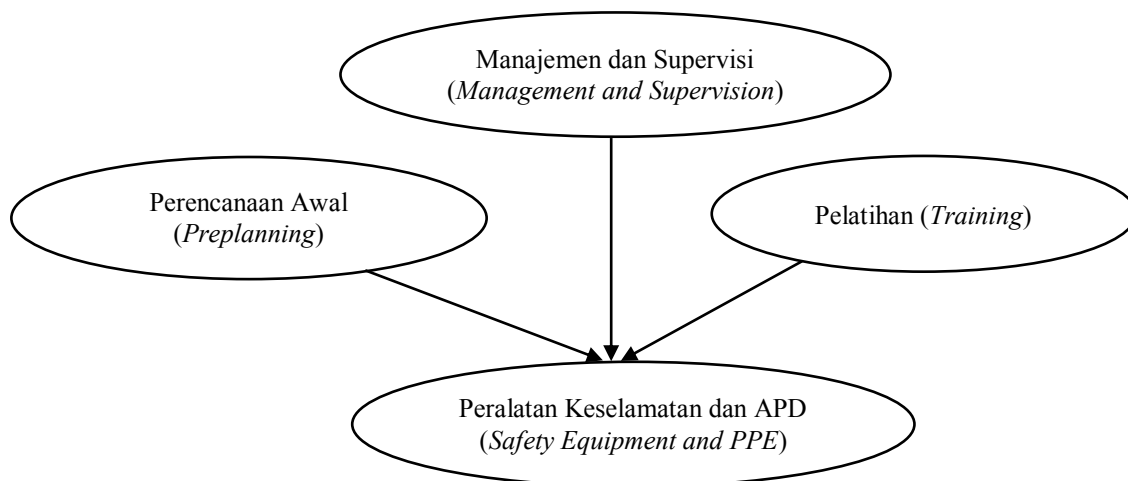 Manajemen dan Supervisi
(Management and Supervision)
Perencanaan Awal
(Preplanning)
Pelatihan (Training)
Peralatan Keselamatan dan APD
(Safety Equipment and PPE)